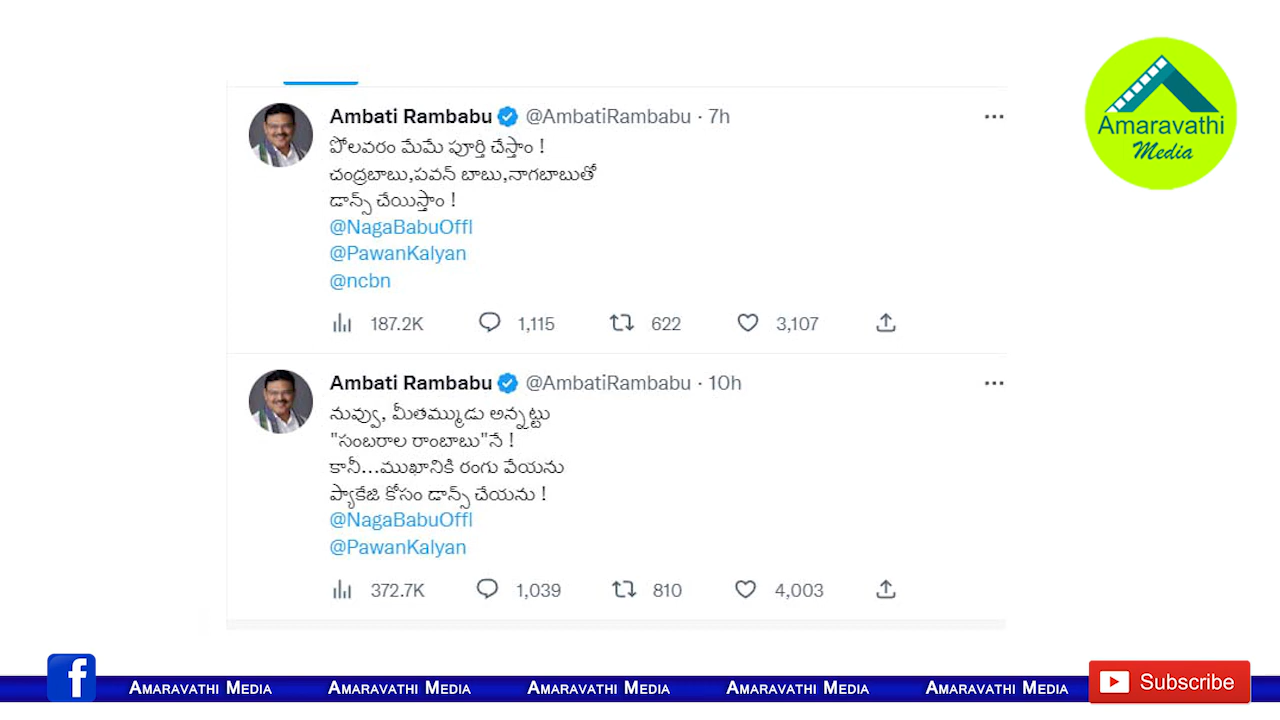 Ambati Rambabu @AmbatiRambabu · 7h
పోలవరం మేమే పూర్తి చేస్తాం !
చంద్రబాబు,పవన్ బాబు,నాగబాబుతో
డాన్స్ చేయిస్తాం !
@NagaBabuOffl
@PawanKalyan
@ncbn
187.2K 1,115 622 3,107
Ambati Rambabu @AmbatiRambabu · 10h
నువ్వు, మీతమ్ముడు అన్నట్టు
"సంబరాల రాంబాబు"నే !
కానీ...ముఖానికి రంగు వేయను
ప్యాకేజి కోసం డాన్స్ చేయను !
@NagaBabuOffl
@PawanKalyan
372.7K 1,039 810 4,003
Amaravathi
Media
f Amaravathi Media Amaravathi Media Amaravathi Media Amaravathi Media Amaravathi Media Subscribe